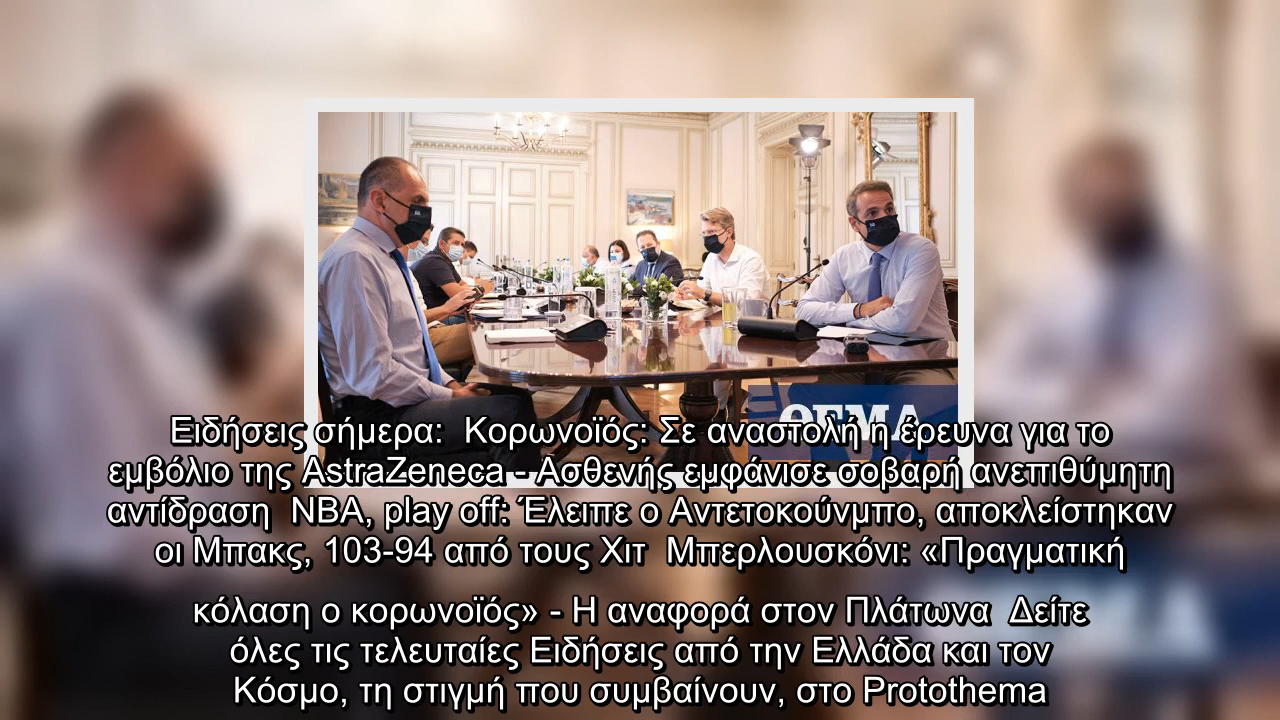 ΘΕΜΑ
Ειδήσεις σήμερα:  Κορωνοϊός: Σε αναστολή η έρευνα για το
εμβόλιο της AstraZeneca - Ασθενής εμφάνισε σοβαρή ανεπιθύμητη
αντίδραση  NBA, play off: Έλειπε ο Αντετοκούνμπο, αποκλείστηκαν
οι Μπακς, 103-94 από τους Χιτ  Μπερλουσκόνι: «Πραγματική
κόλαση ο κορωνοϊός» - Η αναφορά στον Πλάτωνα  Δείτε
όλες τις τελευταίες Ειδήσεις από την Ελλάδα και τον
Κόσμο, τη στιγμή που συμβαίνουν, στο Protothema